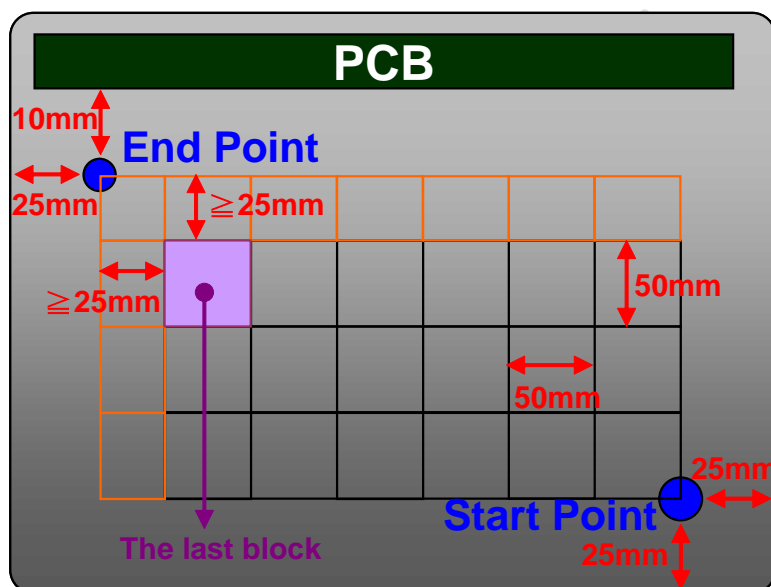 PCB
10mm
End Point
25mm
≧25mm
≧25mm
50mm
50mm
25mm
Start Point
The last block
25mm